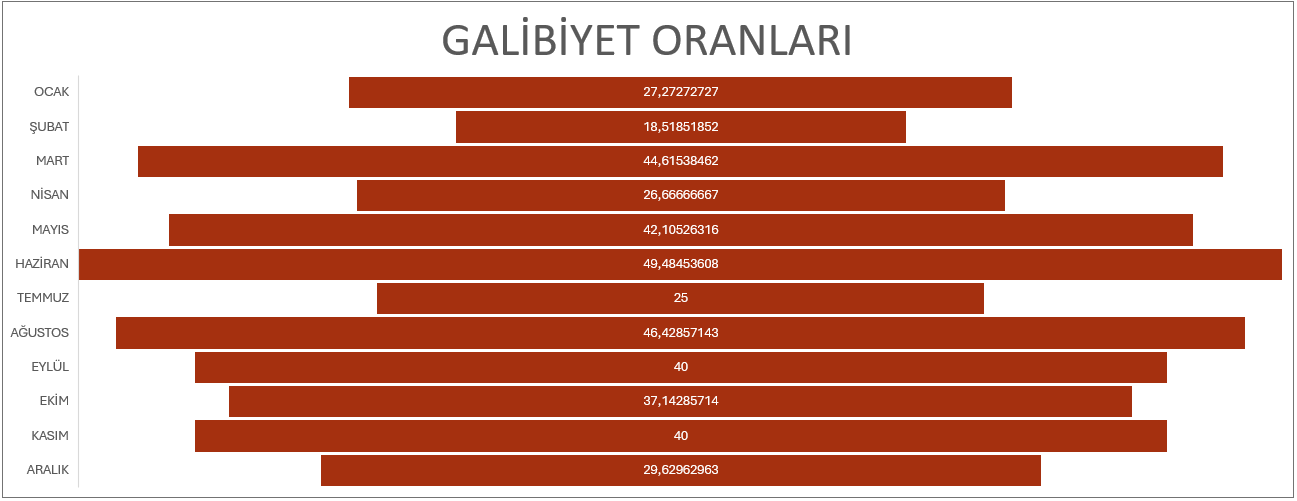 GALİBİYET ORANLARI
OCAK 27,27272727
ŞUBAT 18,51851852
MART 44,61538462
NİSAN 26,66666667
MAYIS 42,10526316
HAZİRAN 49,48453608
TEMMUZ 25
AĞUSTOS 46,42857143
EYLÜL 40
EKİM 37,14285714
KASIM 40
ARALIK 29,62962963